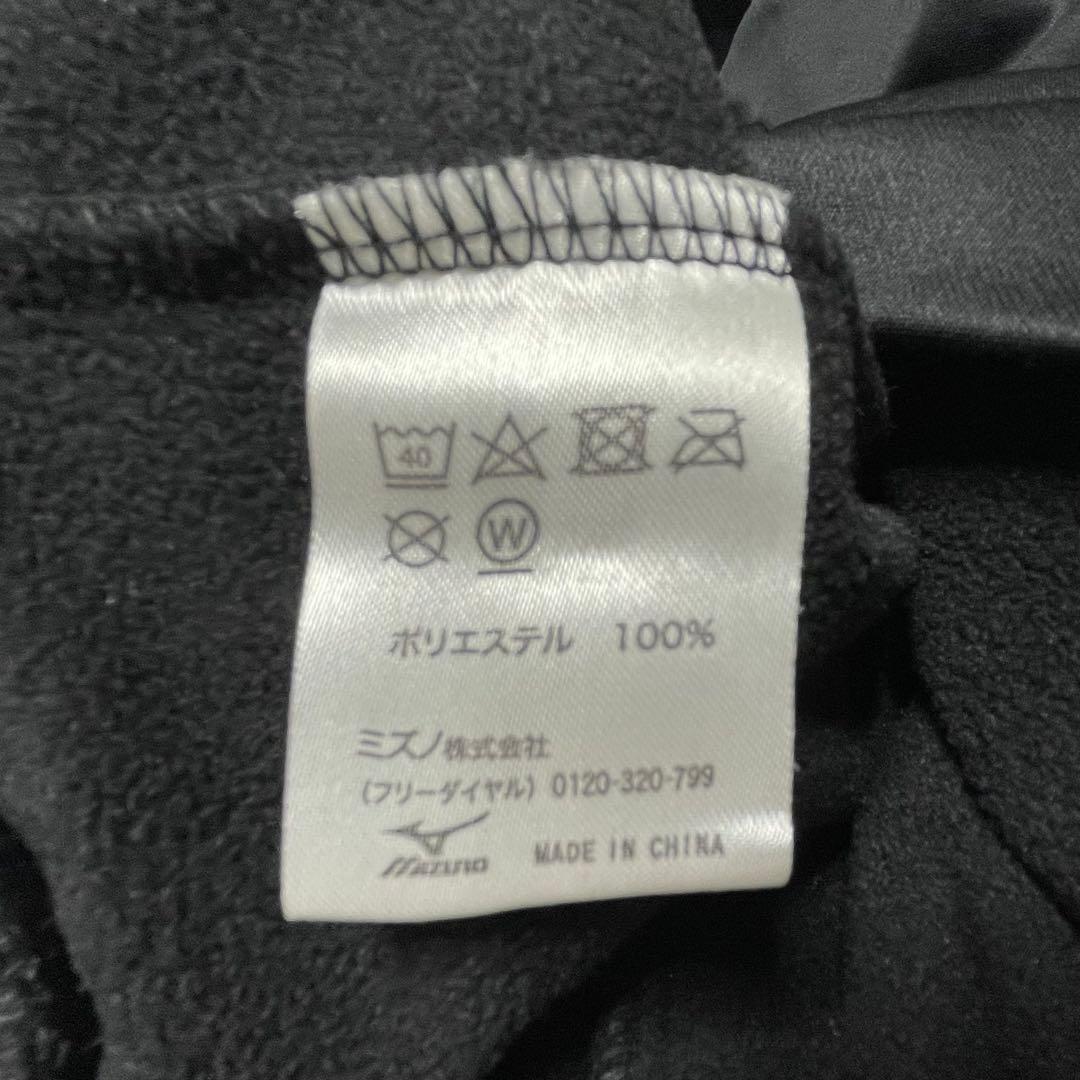 40
W
ポリエステル 100%
ミズノ株式会社
(フリーダイヤル) 0120-320-799
Mizuno MADE IN CHINA